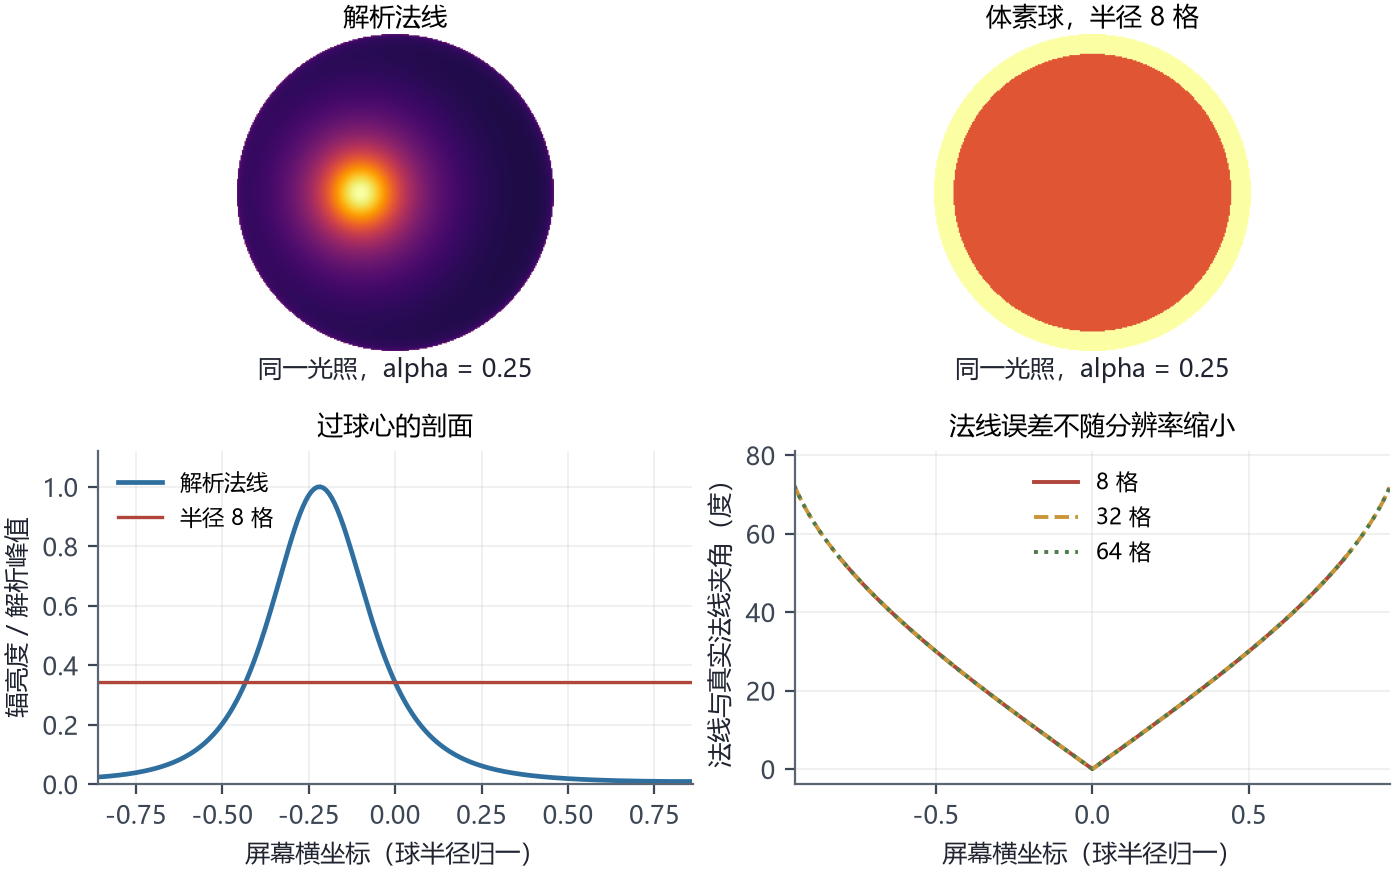 解析法线
体素球，半径 8 格
同一光照，alpha = 0.25
同一光照，alpha = 0.25
过球心的剖面
辐亮度 / 解析峰值
1.0
0.8
0.6
0.4
0.2
0.0
解析法线
半径 8 格
-0.75 -0.50 -0.25 0.00 0.25 0.50 0.75
屏幕横坐标（球半径归一）
法线误差不随分辨率缩小
法线与真实法线夹角（度）
80
60
40
20
0
8 格
32 格
64 格
-0.5 0.0 0.5
屏幕横坐标（球半径归一）